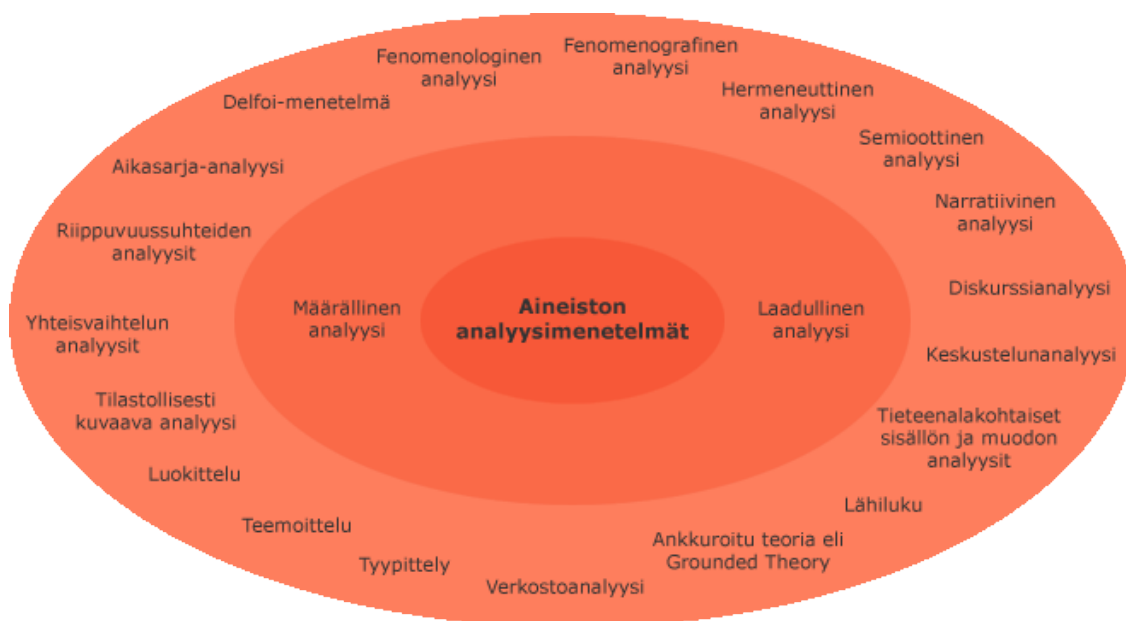 Fenomenologinen
analyysi
Fenomenografinen
analyysi
Hermeneuttinen
analyysi
Delfoi-menetelmä
Semioottinen
analyysi
Aikasarja-analyysi
Narratiivinen
analyysi
Riippuvuussuhteiden
analyysit
Diskurssianalyysi
Määrällinen
analyysi
Aineiston
analyysimenetelmät
Laadullinen
analyysi
Yhteisvaihtelun
analyysit
Keskustelunanalyysi
Tilastollisesti
kuvaava analyysi
Tieteenalakohtaiset
sisällön ja muodon
analyysit
Luokittelu
Lähiluku
Teemoittelu
Ankkuroitu teoria eli
Grounded Theory
Tyypittely
Verkostoanalyysi